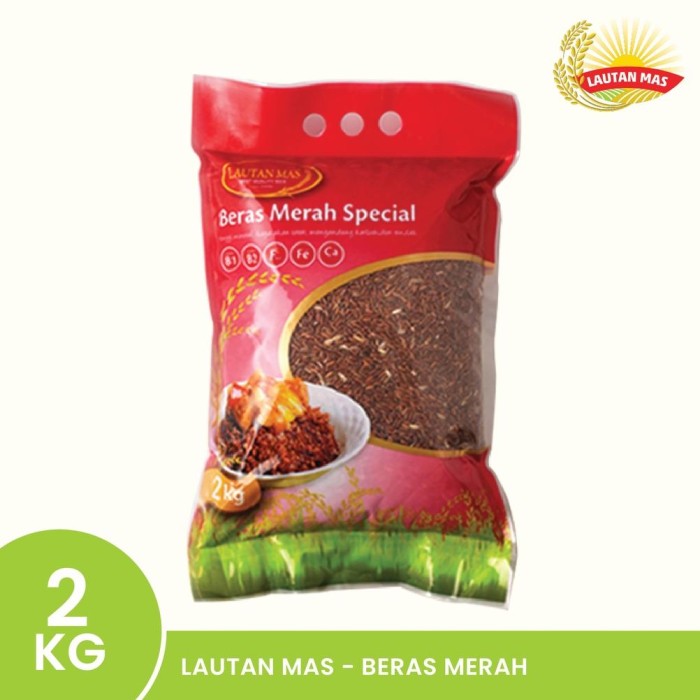 LAUTAN MAS
LAUTAN MAS
Beras Merah Special
B1 B2 F Fe Ca
2 kg
2
KG
LAUTAN MAS - BERAS MERAH